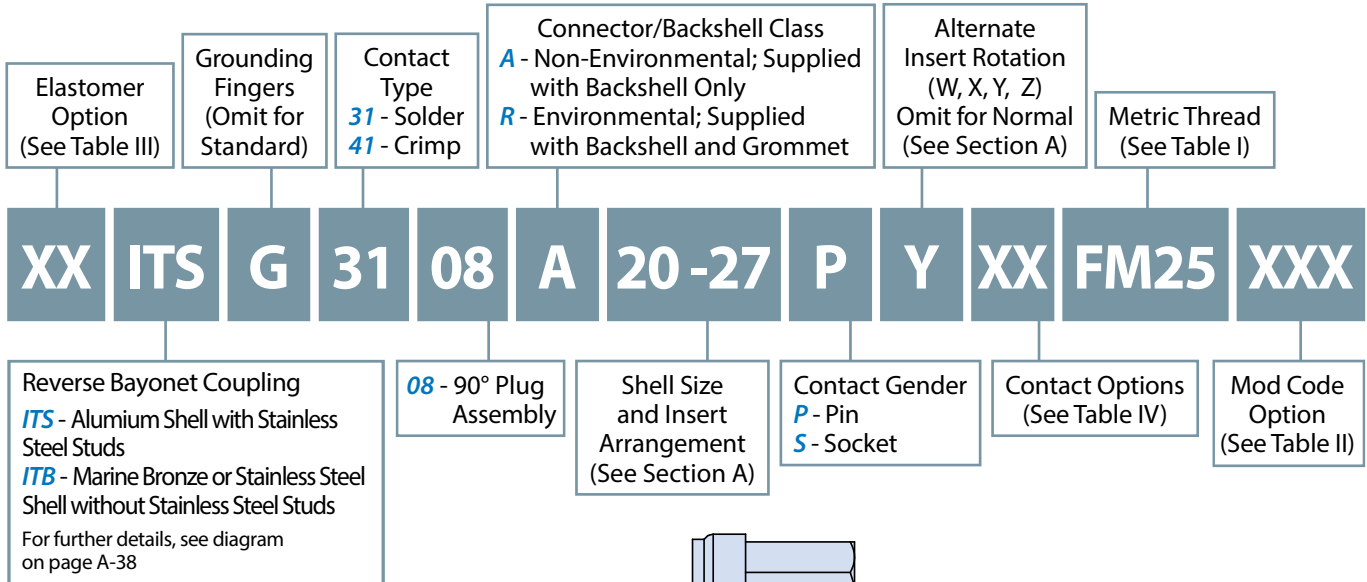 Elastomer
Option
(See Table III)
Grounding
Fingers
(Omit for
Standard)
Contact
Type
31 - Solder
41 - Crimp
Connector/Backshell Class
A - Non-Environmental; Supplied
with Backshell Only
R - Environmental; Supplied
with Backshell and Grommet
Alternate
Insert Rotation
(W, X, Y, Z)
Omit for Normal
(See Section A)
Metric Thread
(See Table I)
XX ITS G 31 08 A 20 -27 P Y XX FM25 XXX
Reverse Bayonet Coupling
ITS - Alumium Shell with Stainless
Steel Studs
ITB - Marine Bronze or Stainless Steel
Shell without Stainless Steel Studs
For further details, see diagram
on page A-38
08 - 90° Plug
Assembly
Shell Size
and Insert
Arrangement
(See Section A)
Contact Gender
P - Pin
S - Socket
Contact Options
(See Table IV)
Mod Code
Option
(See Table II)